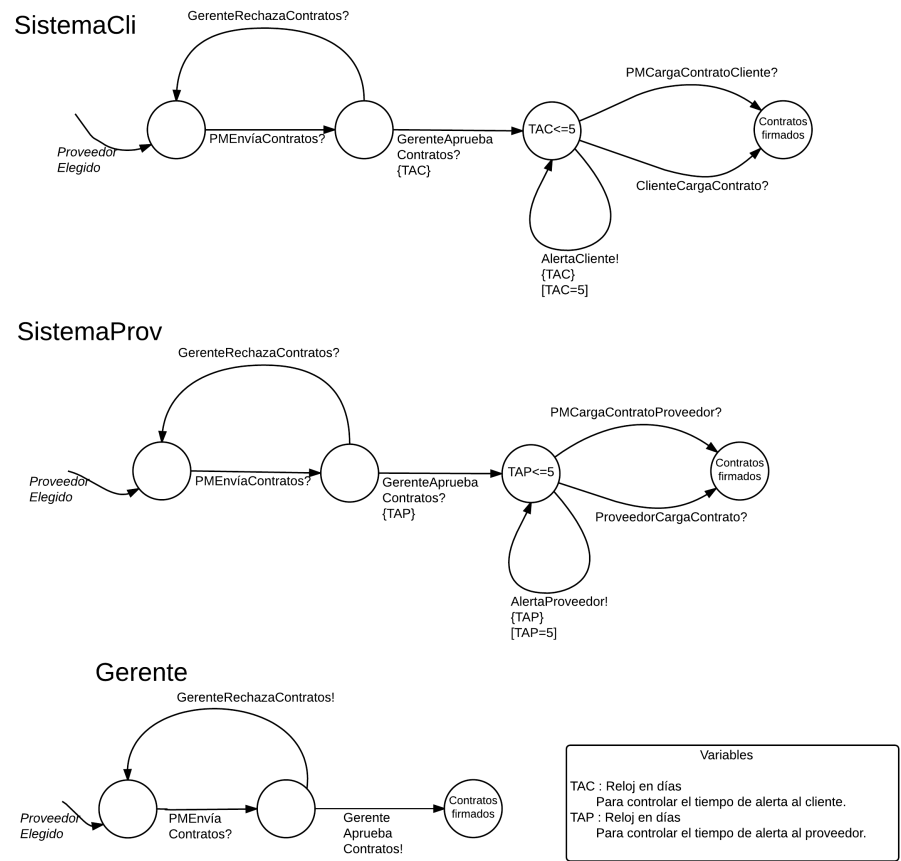 SistemaCli
GerenteRechazaContratos?
PMCargaContratoCliente?
Proveedor
Elegido
PMEnvíaContratos?
GerenteAprueba
Contratos?
{TAC}
TAC<=5
Contratos
firmados
ClienteCargaContrato?
AlertaCliente!
{TAC}
[TAC=5]
SistemaProv
GerenteRechazaContratos?
PMCargaContratoProveedor?
Proveedor
Elegido
PMEnvíaContratos?
GerenteAprueba
Contratos?
{TAP}
TAP<=5
Contratos
firmados
ProveedorCargaContrato?
AlertaProveedor!
{TAP}
[TAP=5]
Gerente
GerenteRechazaContratos!
Proveedor
Elegido
PMEnvía
Contratos?
Gerente
Aprueba
Contratos!
Contratos
firmados
Variables
TAC : Reloj en días
Para controlar el tiempo de alerta al cliente.
TAP : Reloj en días
Para controlar el tiempo de alerta al proveedor.